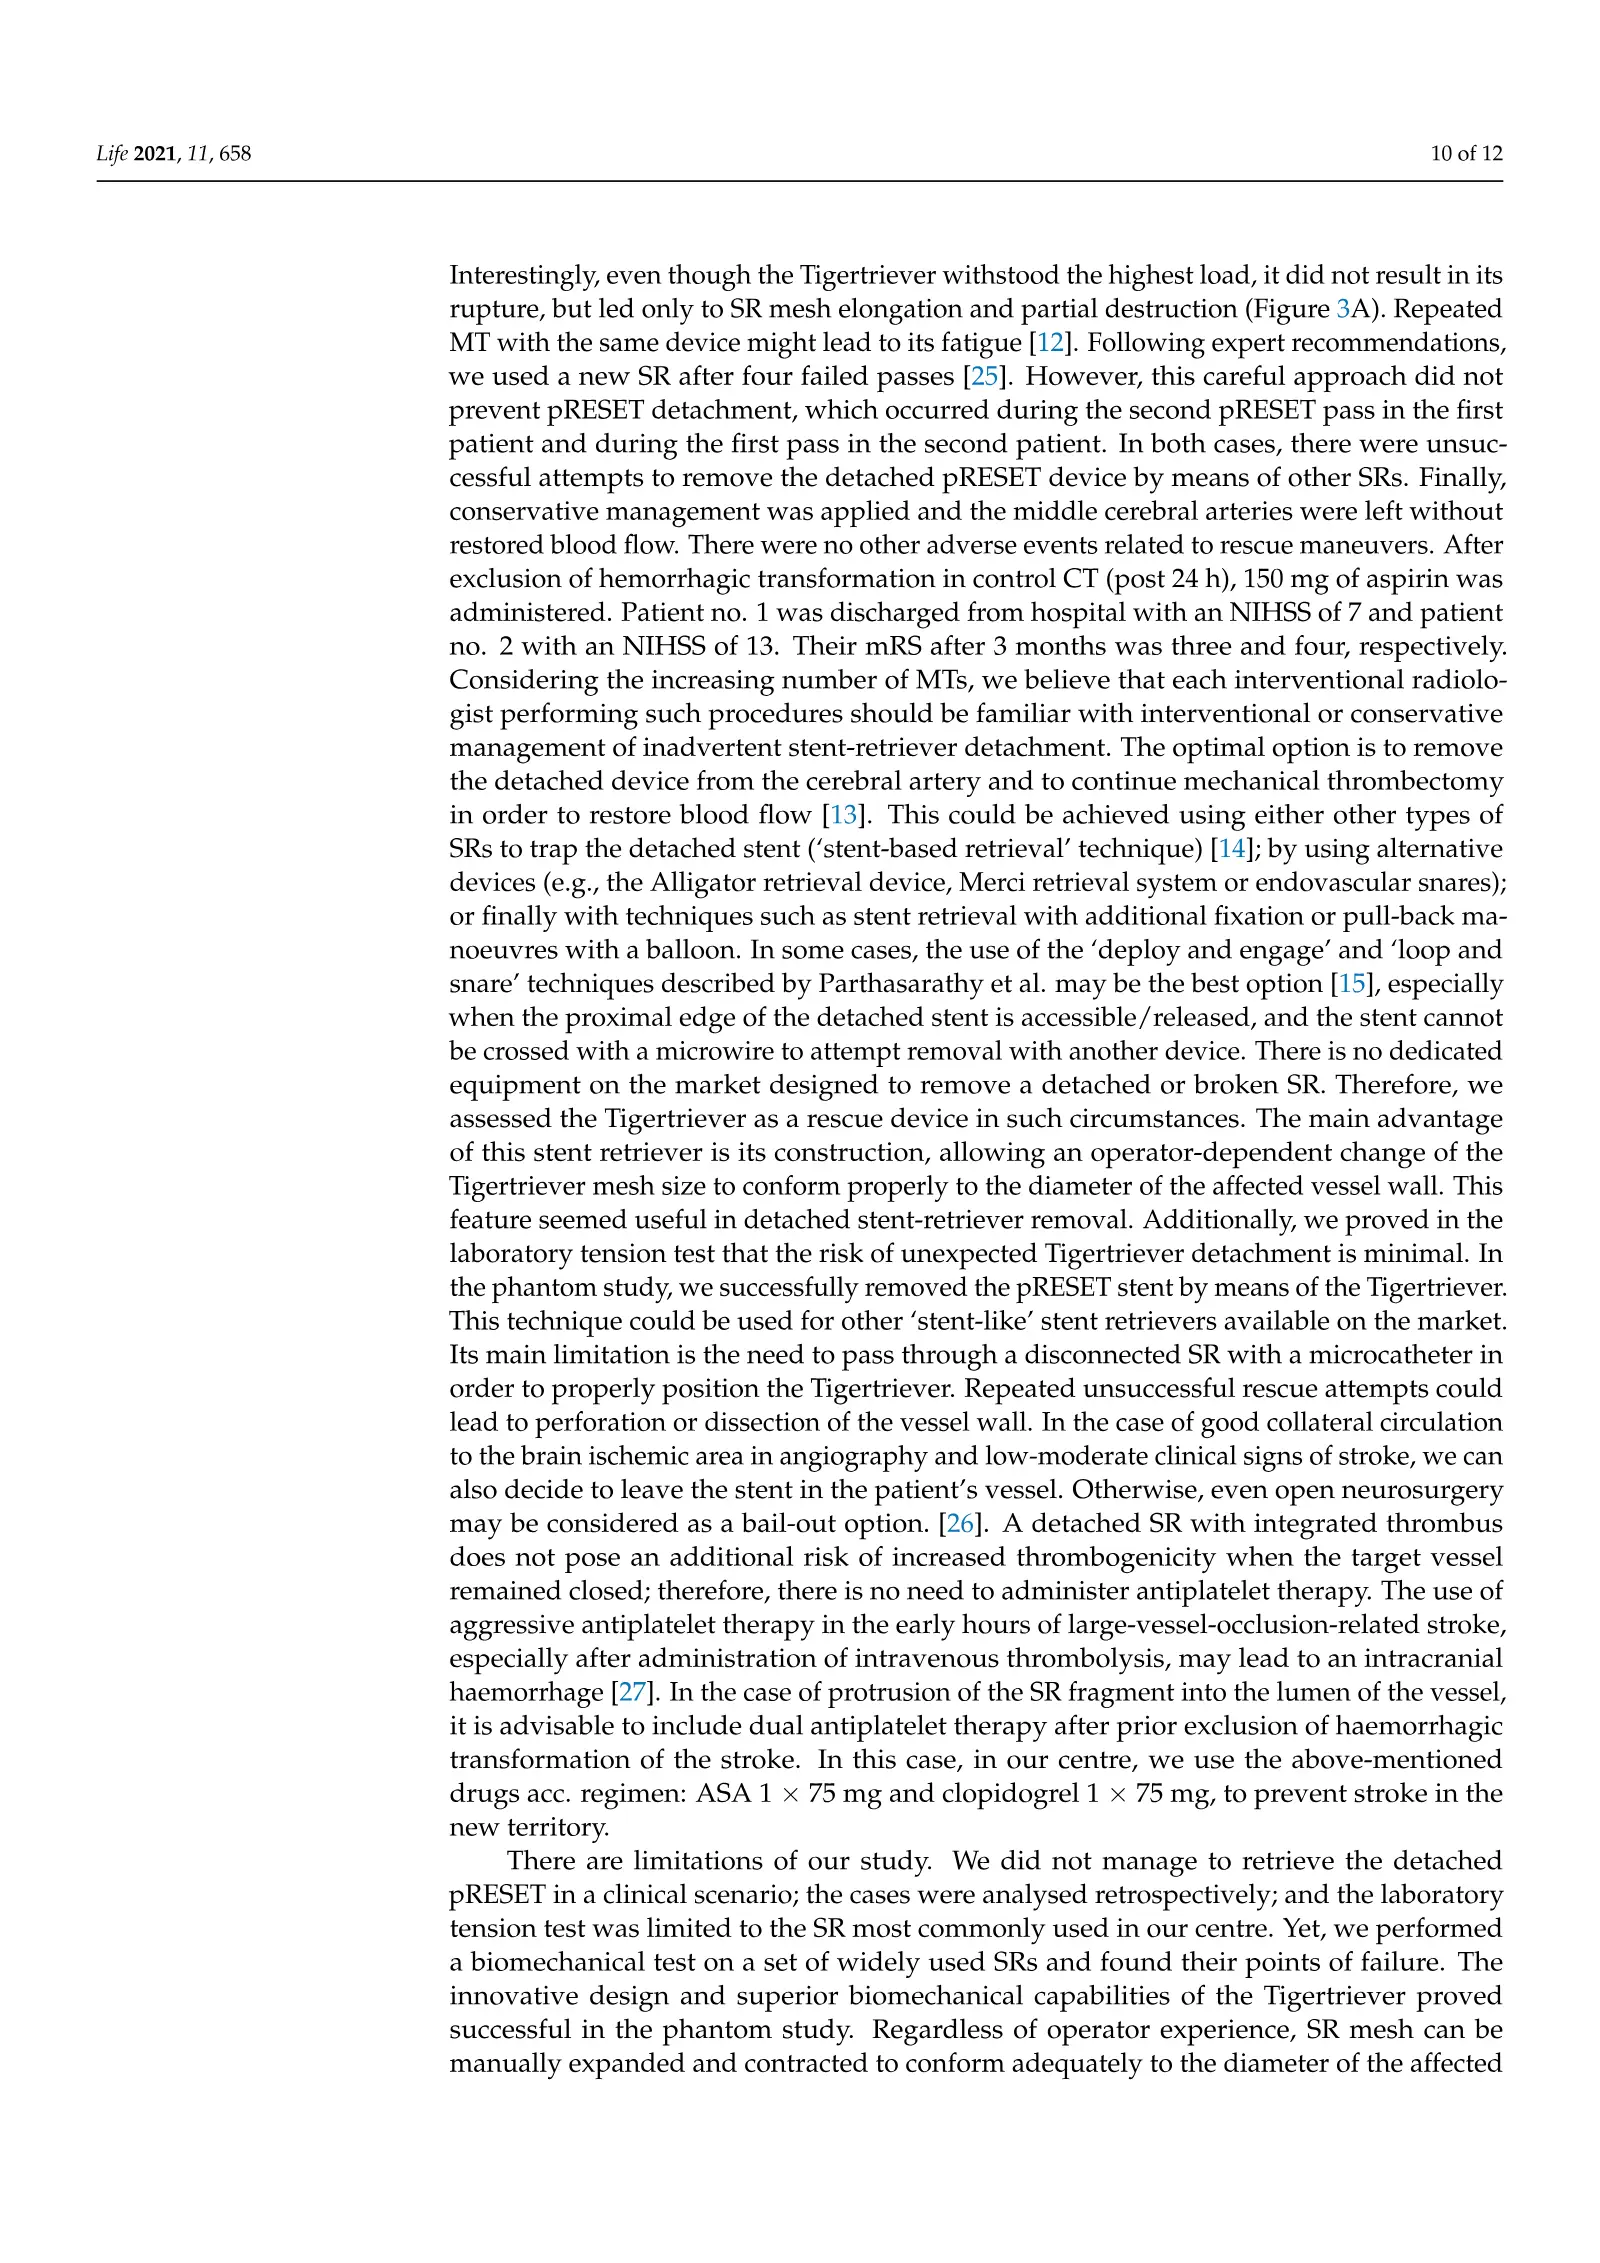 Life 2021, 11, 658
10 of 12
Interestingly, even though the Tigertriever withstood the highest load, it did not result in its
rupture, but led only to SR mesh elongation and partial destruction (Figure 3A). Repeated
MT with the same device might lead to its fatigue [12]. Following expert recommendations,
we used a new SR after four failed passes [25]. However, this careful approach did not
prevent pRESET detachment, which occurred during the second pRESET pass in the first
patient and during the first pass in the second patient. In both cases, there were unsuc-
cessful attempts to remove the detached pRESET device by means of other SRs. Finally,
conservative management was applied and the middle cerebral arteries were left without
restored blood flow. There were no other adverse events related to rescue maneuvers. After
exclusion of hemorrhagic transformation in control CT (post 24 h), 150 mg of aspirin was
administered. Patient no. 1 was discharged from hospital with an NIHSS of 7 and patient
no. 2 with an NIHSS of 13. Their mRS after 3 months was three and four, respectively.
Considering the increasing number of MTs, we believe that each interventional radiolo-
gist performing such procedures should be familiar with interventional or conservative
management of inadvertent stent-retriever detachment. The optimal option is to remove
the detached device from the cerebral artery and to continue mechanical thrombectomy
in order to restore blood flow [13]. This could be achieved using either other types of
SRs to trap the detached stent (‘stent-based retrieval’ technique) [14]; by using alternative
devices (e.g., the Alligator retrieval device, Merci retrieval system or endovascular snares);
or finally with techniques such as stent retrieval with additional fixation or pull-back ma-
noeuvres with a balloon. In some cases, the use of the ‘deploy and engage’ and ‘loop and
snare’ techniques described by Parthasarathy et al. may be the best option [15], especially
when the proximal edge of the detached stent is accessible/released, and the stent cannot
be crossed with a microwire to attempt removal with another device. There is no dedicated
equipment on the market designed to remove a detached or broken SR. Therefore, we
assessed the Tigertriever as a rescue device in such circumstances. The main advantage
of this stent retriever is its construction, allowing an operator-dependent change of the
Tigertriever mesh size to conform properly to the diameter of the affected vessel wall. This
feature seemed useful in detached stent-retriever removal. Additionally, we proved in the
laboratory tension test that the risk of unexpected Tigertriever detachment is minimal. In
the phantom study, we successfully removed the pRESET stent by means of the Tigertriever.
This technique could be used for other ‘stent-like’ stent retrievers available on the market.
Its main limitation is the need to pass through a disconnected SR with a microcatheter in
order to properly position the Tigertriever. Repeated unsuccessful rescue attempts could
lead to perforation or dissection of the vessel wall. In the case of good collateral circulation
to the brain ischemic area in angiography and low-moderate clinical signs of stroke, we can
also decide to leave the stent in the patient’s vessel. Otherwise, even open neurosurgery
may be considered as a bail-out option. [26]. A detached SR with integrated thrombus
does not pose an additional risk of increased thrombogenicity when the target vessel
remained closed; therefore, there is no need to administer antiplatelet therapy. The use of
aggressive antiplatelet therapy in the early hours of large-vessel-occlusion-related stroke,
especially after administration of intravenous thrombolysis, may lead to an intracranial
haemorrhage [27]. In the case of protrusion of the SR fragment into the lumen of the vessel,
it is advisable to include dual antiplatelet therapy after prior exclusion of haemorrhagic
transformation of the stroke. In this case, in our centre, we use the above-mentioned
drugs acc. regimen: ASA 1 × 75 mg and clopidogrel 1 × 75 mg, to prevent stroke in the
new territory.
There are limitations of our study. We did not manage to retrieve the detached
pRESET in a clinical scenario; the cases were analysed retrospectively; and the laboratory
tension test was limited to the SR most commonly used in our centre. Yet, we performed
a biomechanical test on a set of widely used SRs and found their points of failure. The
innovative design and superior biomechanical capabilities of the Tigertriever proved
successful in the phantom study. Regardless of operator experience, SR mesh can be
manually expanded and contracted to conform adequately to the diameter of the affected